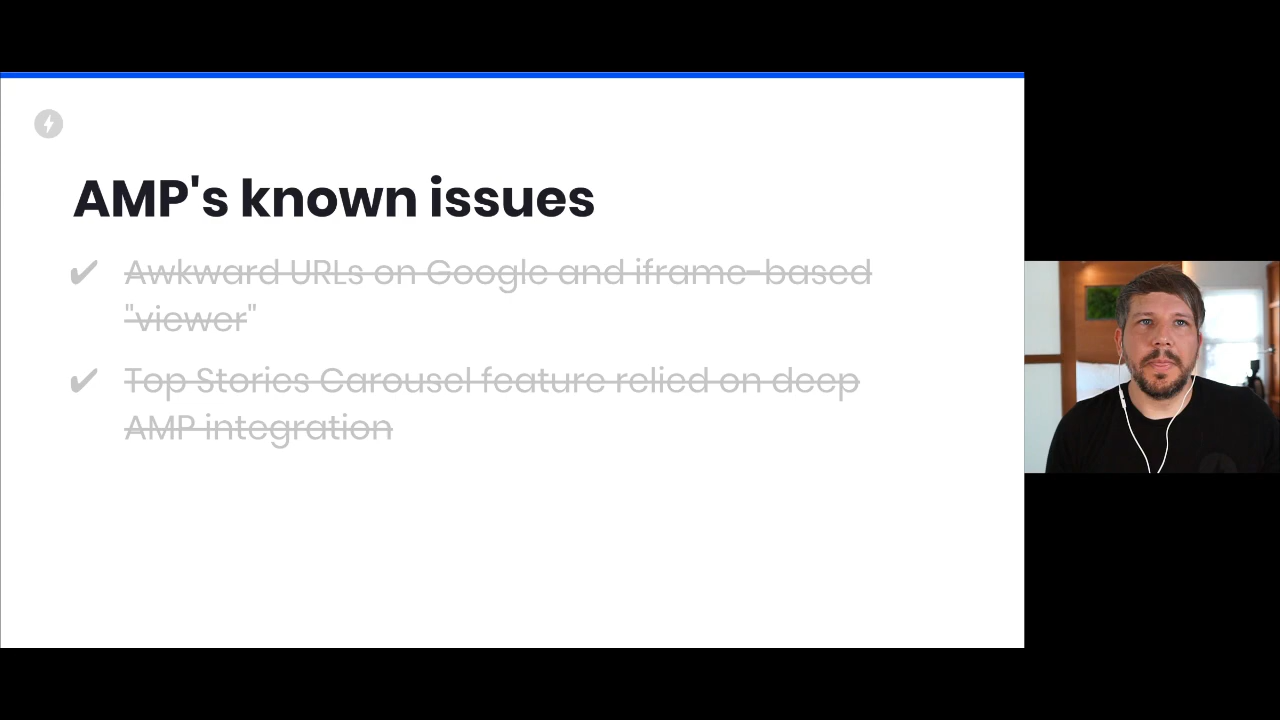 AMP's known issues
✔ Awkward URLs on Google and iframe-based
"viewer"
✔ Top Stories Carousel feature relied on deep
AMP integration